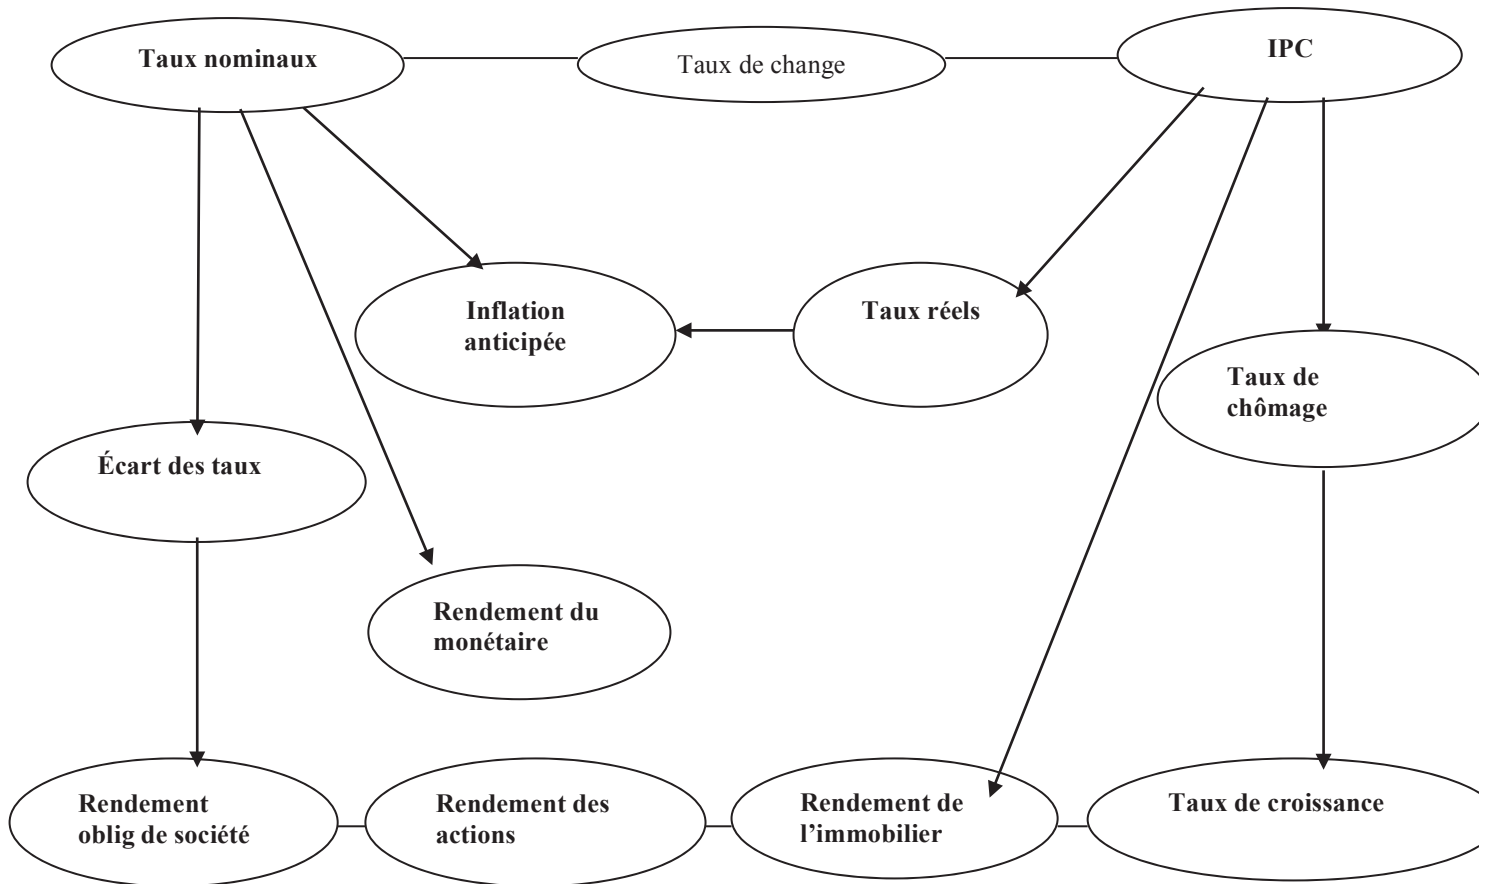 Taux nominaux
Taux de change
IPC
Inflation
anticipée
Taux réels
Taux de
chômage
Écart des taux
Rendement du
monétaire
Rendement
oblig de société
Rendement des
actions
Rendement de
l’immobilier
Taux de croissance